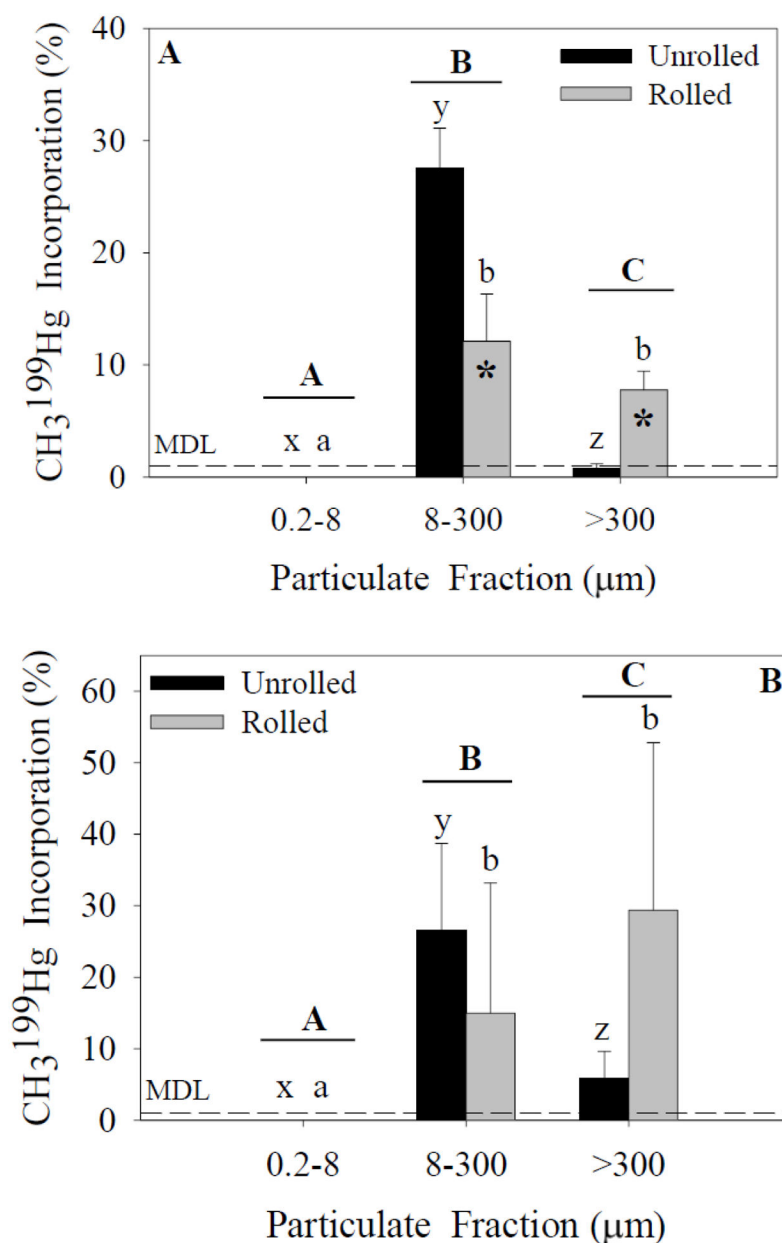 A
B
Unrolled
Rolled
CH3199Hg Incorporation (%)
40
30
20
10
0
y
b
C
b
*
*
z
A
MDL
x a
0.2-8
8-300
>300
Particulate Fraction (μm)
Unrolled
Rolled
C
B
CH3199Hg Incorporation (%)
60
50
40
30
20
10
0
b
B
y
b
A
z
MDL
x a
0.2-8
8-300
>300
Particulate Fraction (μm)